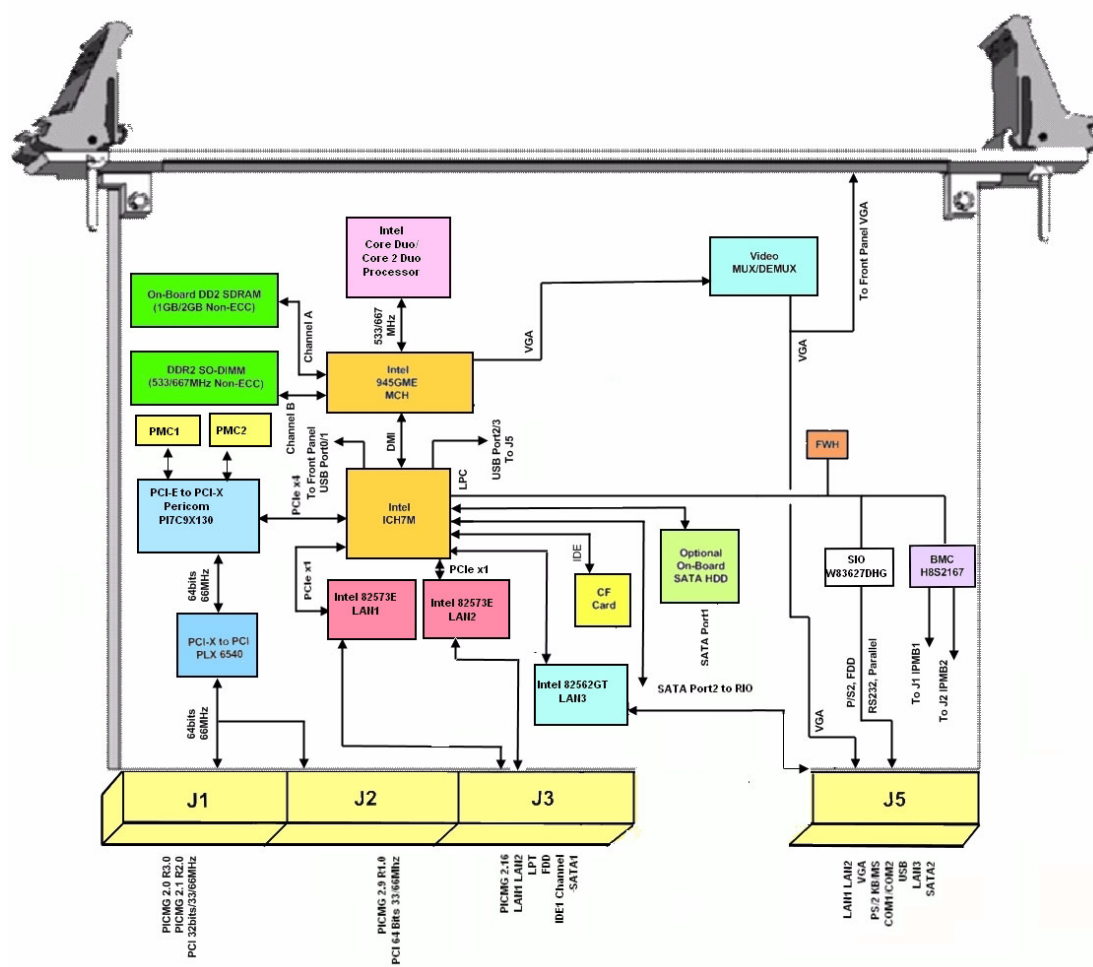 Intel
Core Duo/
Core 2 Duo
Processor
Video
MUX/DEMUX
To Front Panel VGA
On-Board DD2 SDRAM
(1GB/2GB Non-ECC)
Channel A
533/667
MHz
VGA
VGA
DDR2 SO-DIMM
(533/667MHz Non-ECC)
Intel
945GME
MCH
PMC1
PMC2
Channel B
To Front Panel
USB Port0/1
DMI
USB Port2/3
To J5
FWH
PCI-E to PCI-X
Pericom
PI7C9X130
PCIe x4
Intel
ICH7M
LPC
IDE
Optional
On-Board
SATA HDD
SIO
W83627DHG
BMC
H8S2167
64bits
66MHz
PCIe x1
PCIe x1
Intel 82573E
LAN1
Intel 82573E
LAN2
CF
Card
SATA Port1
PCI-X to PCI
PLX 6540
Intel 82562GT
LAN3
SATA Port2 to RIO
P/S2, FDD
RS232, Parallel
To J1 IPMB1
To J2 IPMB2
64bits
66MHz
VGA
J1
J2
J3
J5
PICMG 2.0 R3.0
PICMG 2.1 R2.0
PCI 32bits/33/66MHz
PICMG 2.9 R1.0
PCI 64 Bits 33/66Mhz
PICMG 2.16
LAN1 LAN2
LPT
FDD
IDE1 Channel
SATA1
LAIN1 LAN2
VGA
PS/2 KB/MS
COM1/COM2
USB
LAN3
SATA2